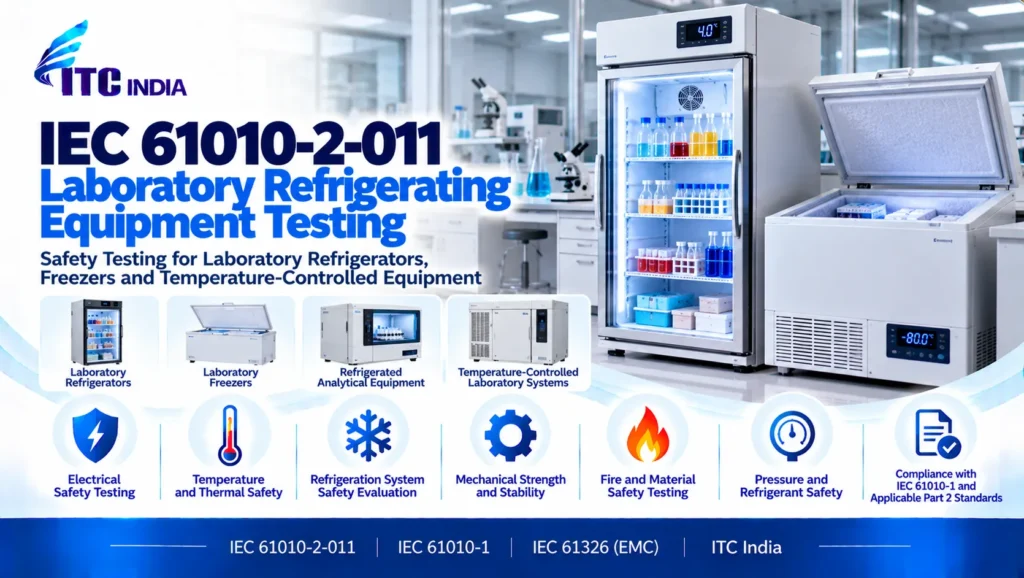 ITC INDIA
IEC 61010-2-011
Laboratory Refrigerating
Equipment Testing
Safety Testing for Laboratory Refrigerators,
Freezers and Temperature-Controlled Equipment
4.0°
-80.0°
Laboratory
Refrigerators
Laboratory
Freezers
Refrigerated
Analytical Equipment
Temperature-Controlled
Laboratory Systems
Electrical
Safety Testing
Temperature
and Thermal Safety
Refrigeration System
Safety Evaluation
Mechanical Strength
and Stability
Fire and Material
Safety Testing
Pressure and
Refrigerant Safety
Compliance with
IEC 61010-1 and
Applicable Part 2 Standards
IEC 61010-2-011 | IEC 61010-1 | IEC 61326 (EMC) | ITC India